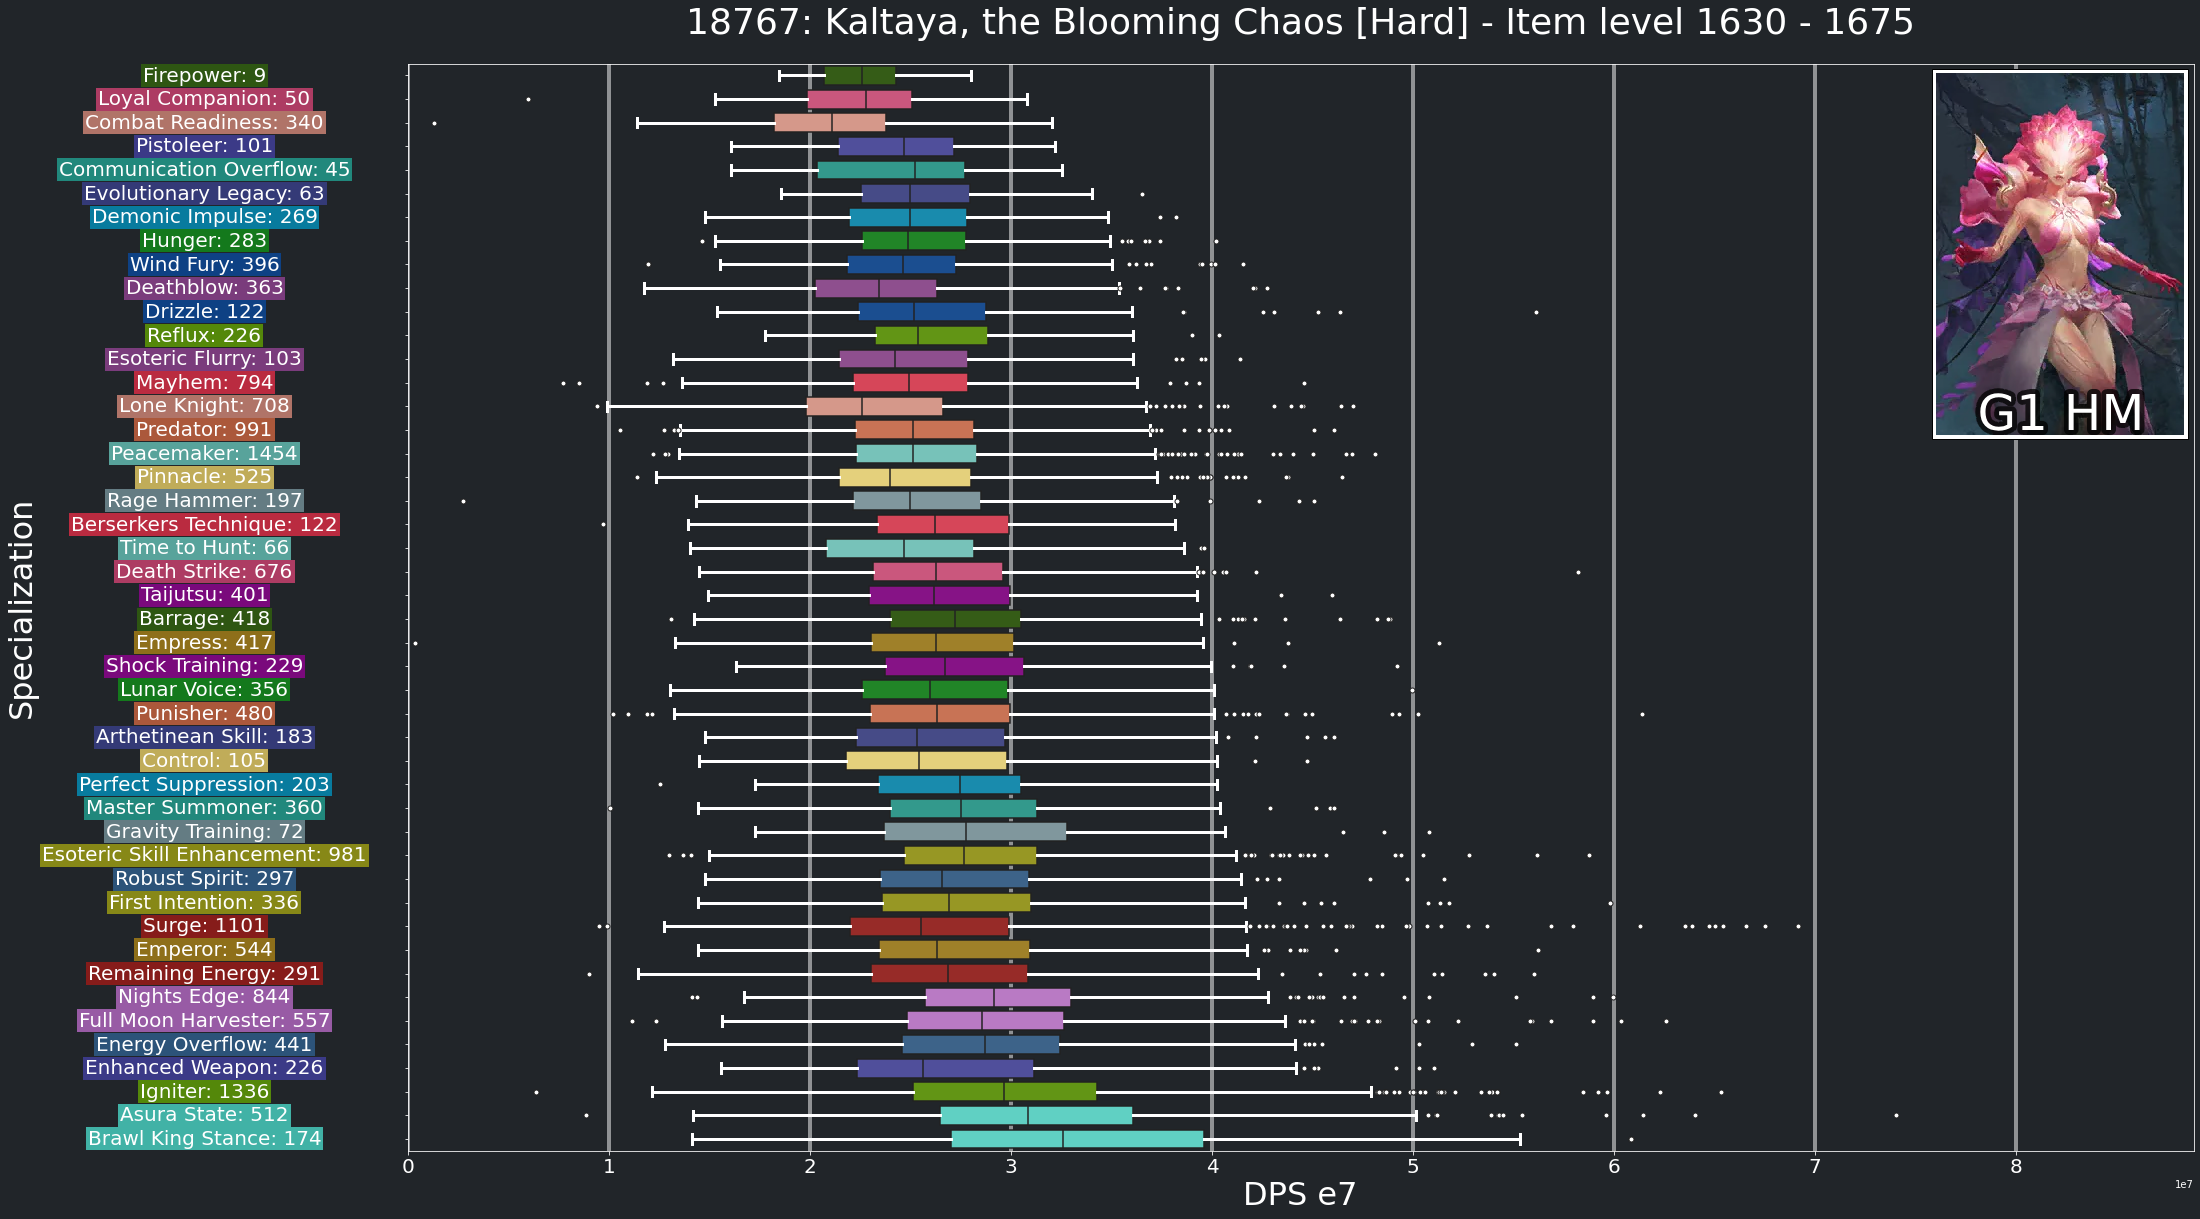 18767: Kaltaya, the Blooming Chaos [Hard] - Item level 1630 - 1675
Firepower: 9
Loyal Companion: 50
Combat Readiness: 340
Pistoleer: 101
Communication Overflow: 45
Evolutionary Legacy: 63
Demonic Impulse: 269
Hunger: 283
Wind Fury: 396
Deathblow: 363
Drizzle: 122
Reflux: 226
Esoteric Flurry: 103
Mayhem: 794
Lone Knight: 708
Predator: 991
Peacemaker: 1454
Pinnacle: 525
Rage Hammer: 197
Berserkers Technique: 122
Time to Hunt: 66
Death Strike: 676
Taijutsu: 401
Barrage: 418
Empress: 417
Shock Training: 229
Lunar Voice: 356
Punisher: 480
Arthetinean Skill: 183
Control: 105
Perfect Suppression: 203
Master Summoner: 360
Gravity Training: 72
Esoteric Skill Enhancement: 981
Robust Spirit: 297
First Intention: 336
Surge: 1101
Emperor: 544
Remaining Energy: 291
Nights Edge: 844
Full Moon Harvester: 557
Energy Overflow: 441
Enhanced Weapon: 226
Igniter: 1336
Asura State: 512
Brawl King Stance: 174
Specialization
G1 HM
0 1 2 3 4 5 6 7 8
DPS e7
1e7